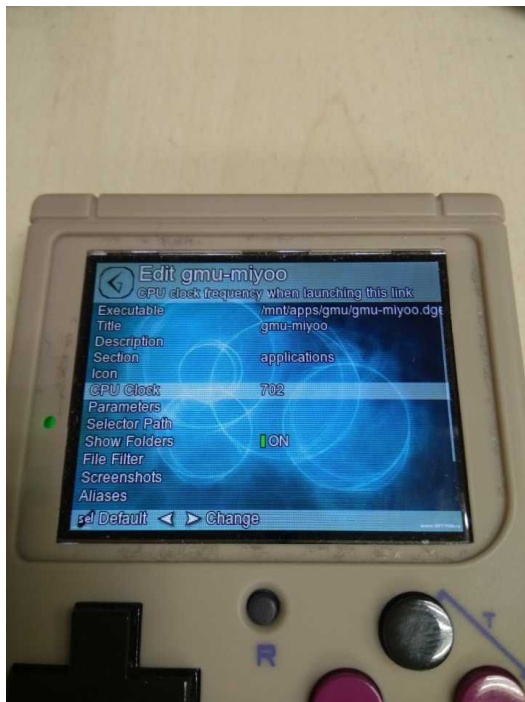 Edit gmu-miyoo
CPU clock frequency when launching this link
Executable /mnt/apps/gmu/gmu-miyoo.dge
Title gmu-miyoo
Description
Section applications
Icon
CPU Clock 702
Parameters
Selector Path
Show Folders ON
File Filter
Screenshots
Aliases
sel Default Change
R
T